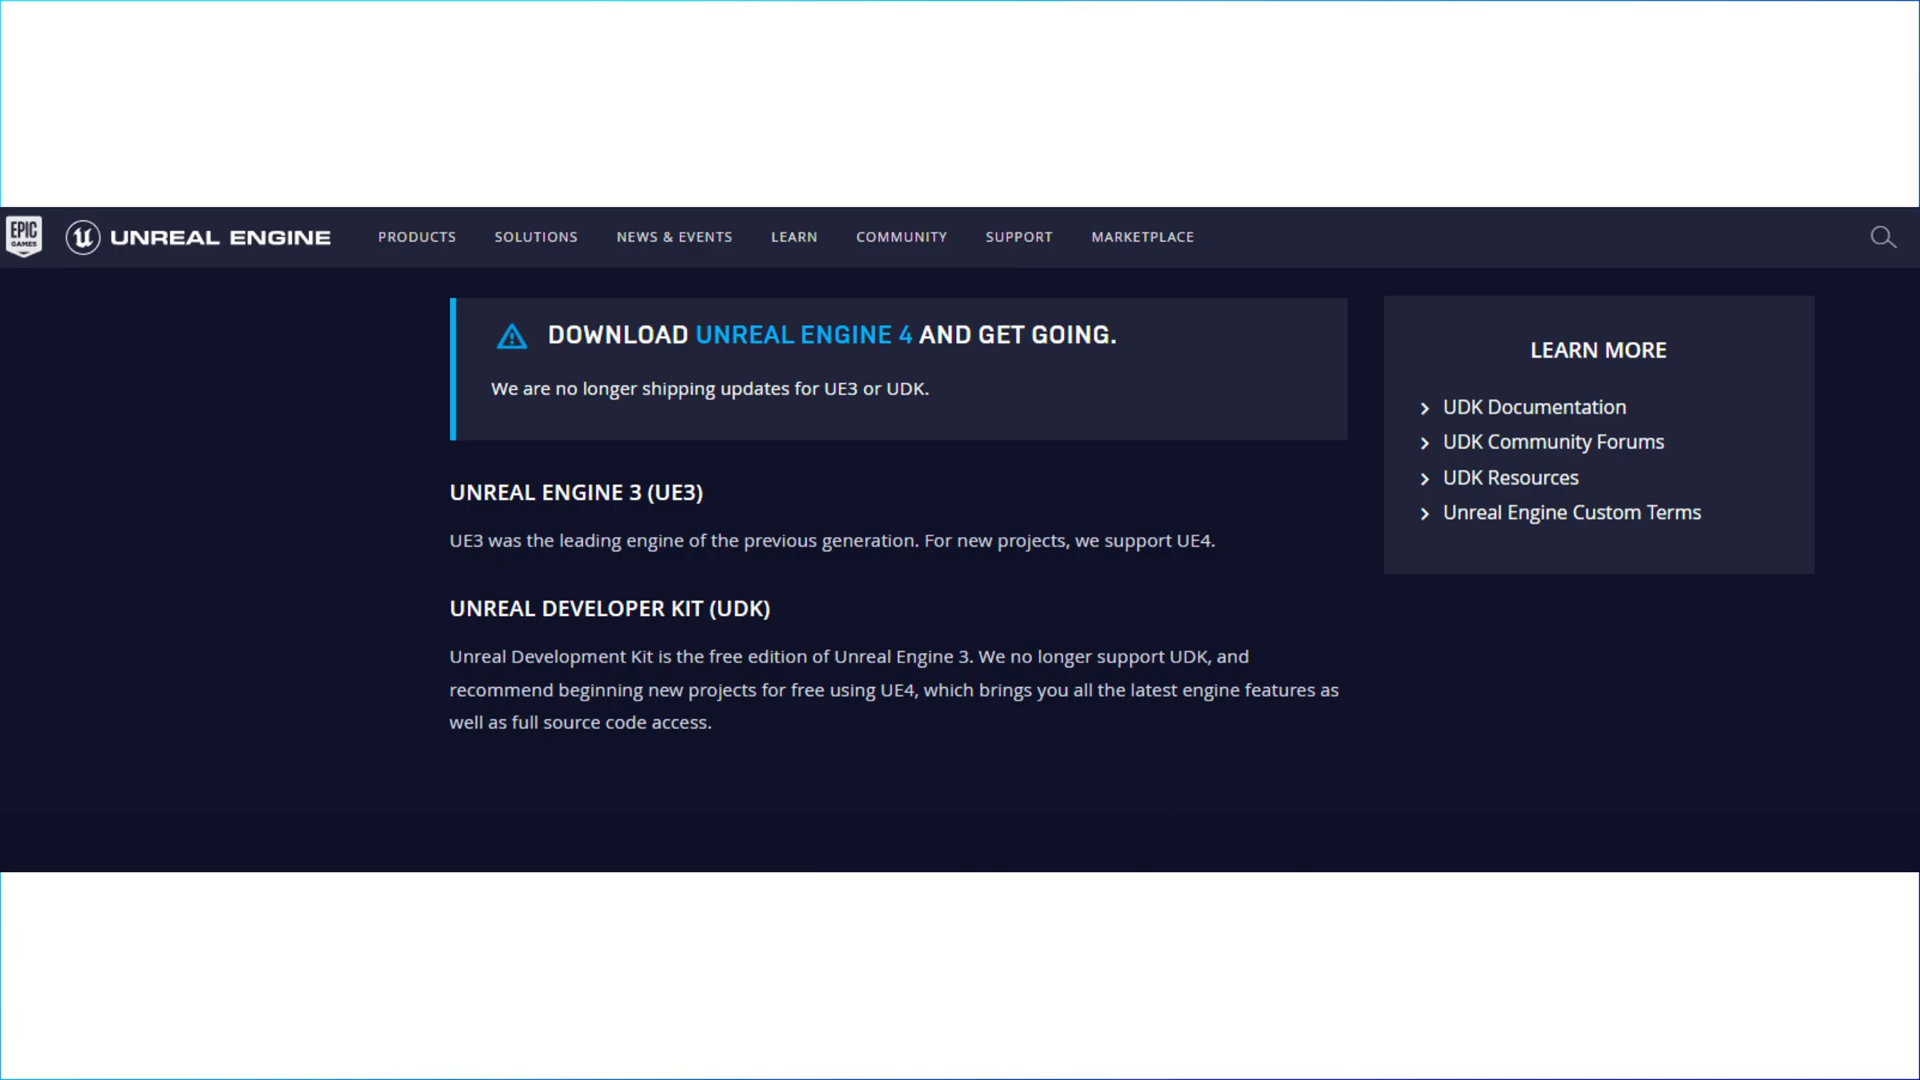 EPIC
GAMES
UNREAL ENGINE
PRODUCTS
SOLUTIONS
NEWS & EVENTS
LEARN
COMMUNITY
SUPPORT
MARKETPLACE
DOWNLOAD UNREAL ENGINE 4 AND GET GOING.
We are no longer shipping updates for UE3 or UDK.
UNREAL ENGINE 3 (UE3)
UE3 was the leading engine of the previous generation. For new projects, we support UE4.
UNREAL DEVELOPER KIT (UDK)
Unreal Development Kit is the free edition of Unreal Engine 3. We no longer support UDK, and
recommend beginning new projects for free using UE4, which brings you all the latest engine features as
well as full source code access.
LEARN MORE
UDK Documentation
UDK Community Forums
UDK Resources
Unreal Engine Custom Terms